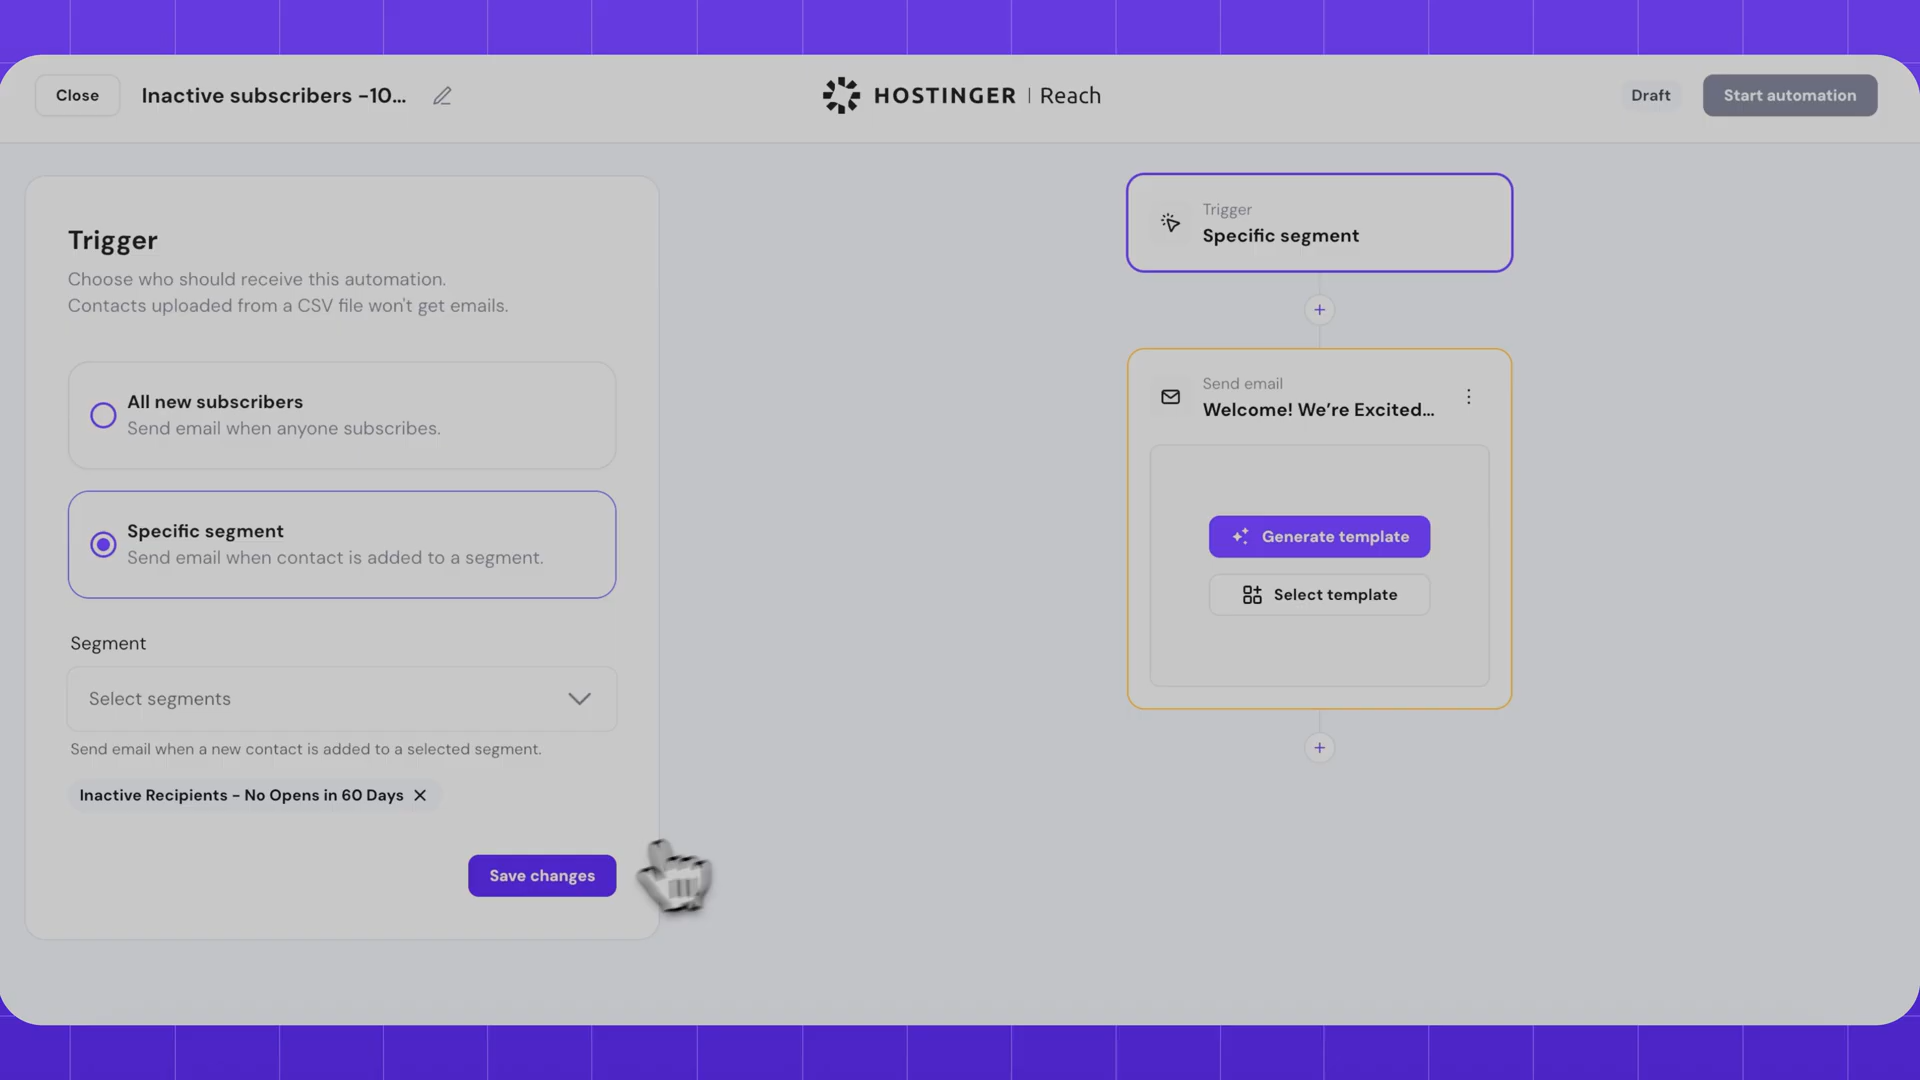 Close
Inactive subscribers -10...
HOSTINGER | Reach
Draft
Start automation
Trigger
Choose who should receive this automation.
Contacts uploaded from a CSV file won't get emails.
All new subscribers
Send email when anyone subscribes.
Specific segment
Send email when contact is added to a segment.
Segment
Select segments
Send email when a new contact is added to a selected segment.
Inactive Recipients - No Opens in 60 Days
Save changes
Trigger
Specific segment
Send email
Welcome! We’re Excited...
Generate template
Select template